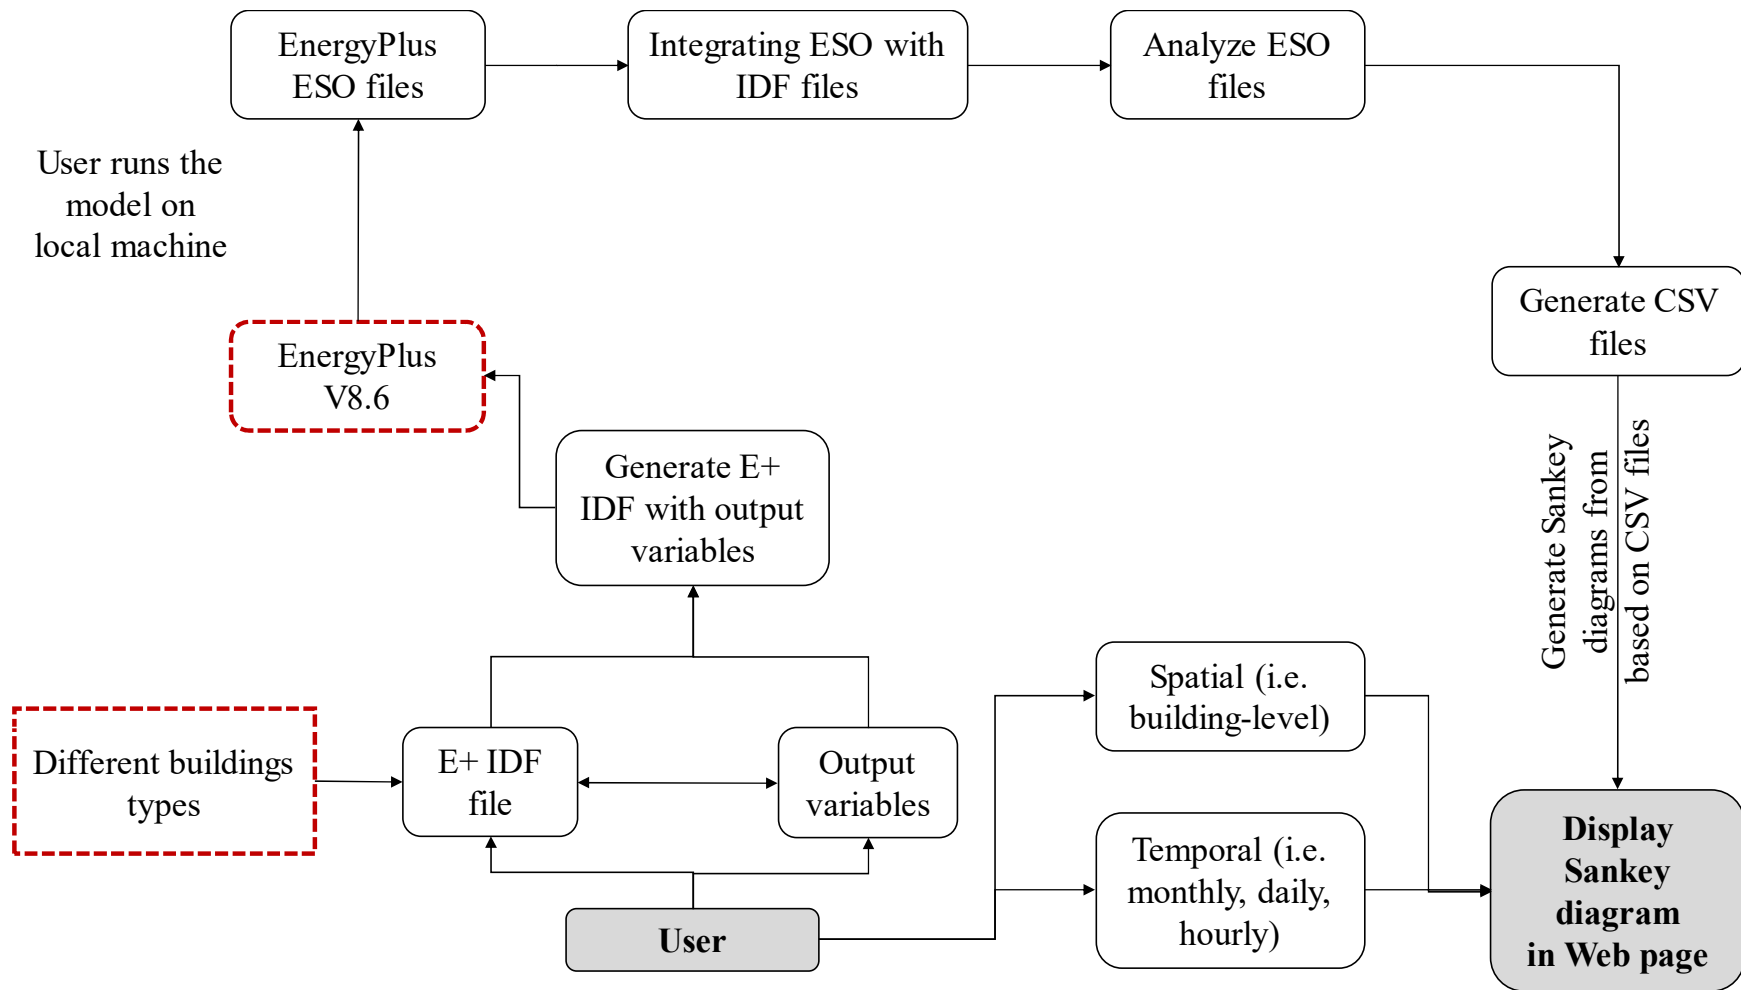 EnergyPlus
ESO files
Integrating ESO with
IDF files
Analyze ESO
files
User runs the
model on
local machine
Generate CSV
files
EnergyPlus
V8.6
Generate E+
IDF with output
variables
Generate Sankey
diagrams from
based on CSV files
Spatial (i.e.
building-level)
Different buildings
types
E+ IDF
file
Output
variables
Temporal (i.e.
monthly, daily,
hourly)
Display
Sankey
diagram
in Web page
User